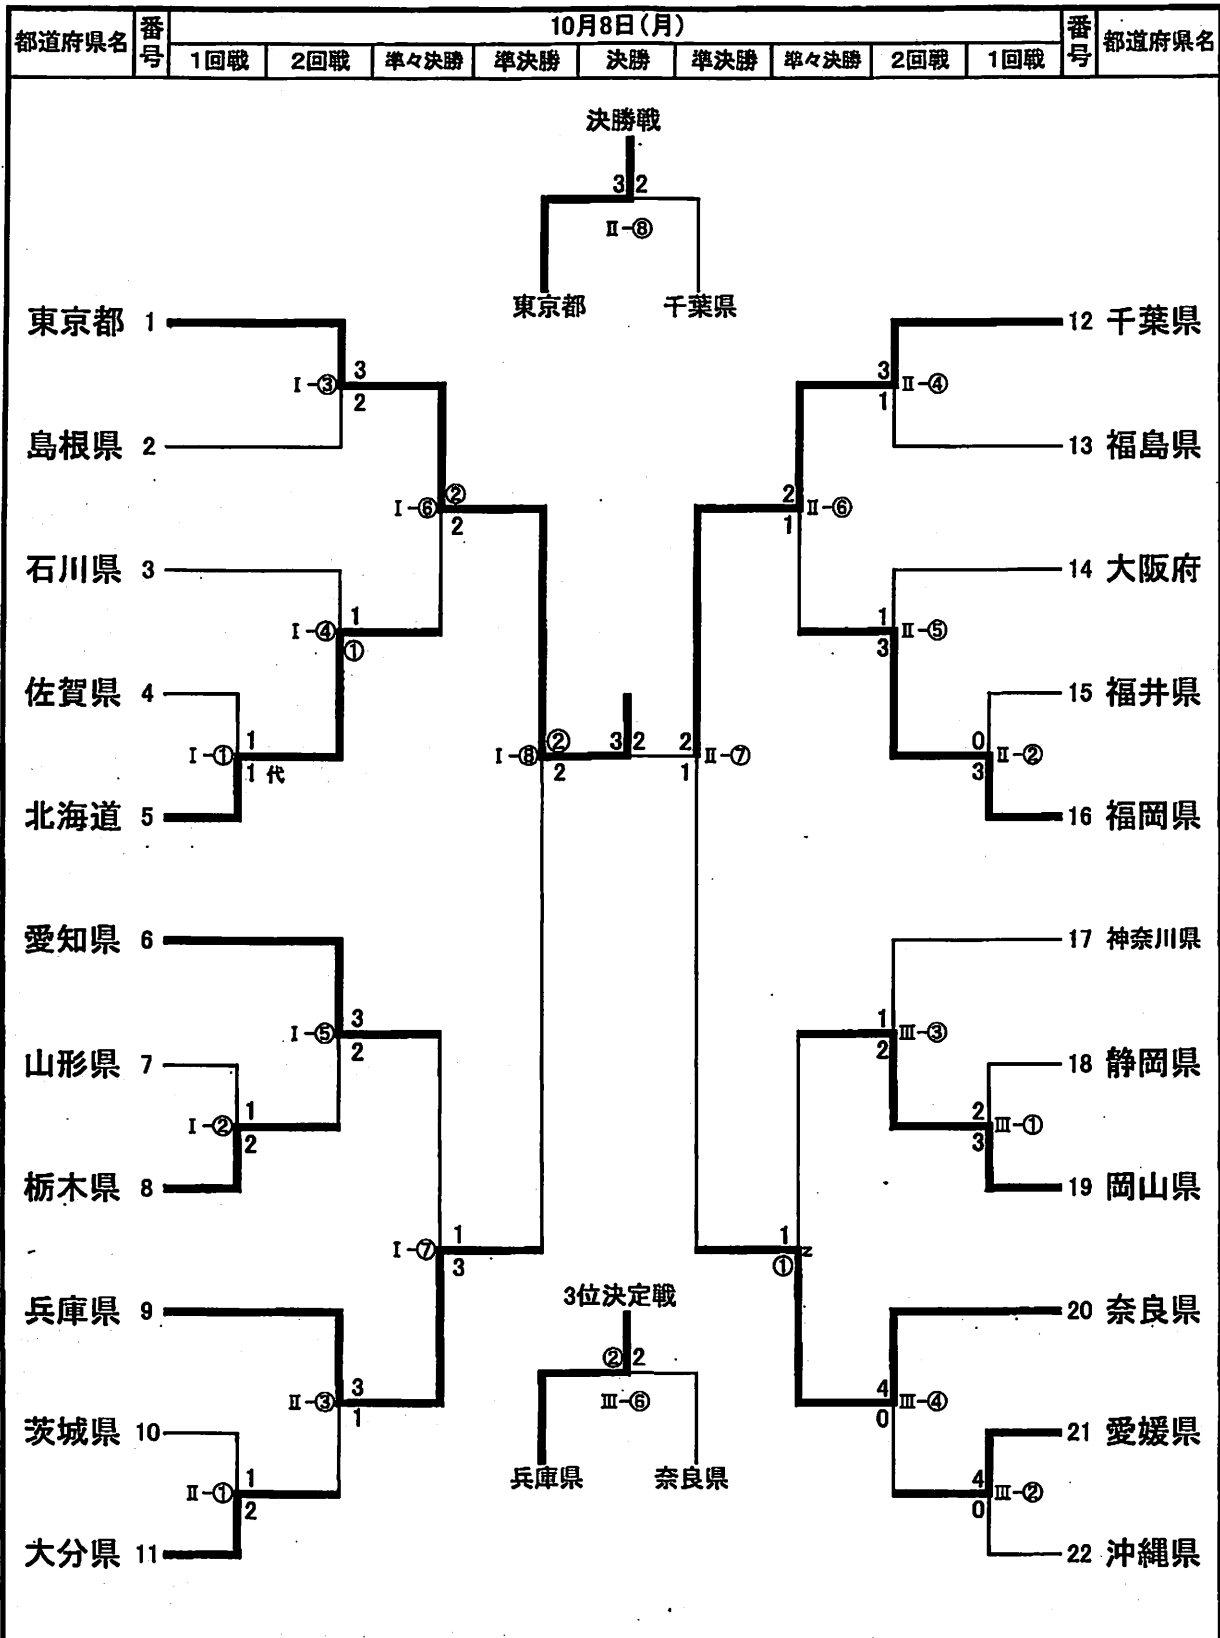 都道府県名 番号 10月8日(月) 番号 都道府県名
1回戦 2回戦 準々決勝 準決勝 決勝 準決勝 準々決勝 2回戦 1回戦
決勝戦
3 2
Ⅱ-⑧
東京都 千葉県
東京都 1 12 千葉県
3 3
Ⅰ-③ Ⅱ-④
2 1
島根県 2 13 福島県
② 2
Ⅰ-⑥ Ⅱ-⑥
2 1
石川県 3 14 大阪府
1 1
Ⅰ-④ Ⅱ-⑤
① 3
佐賀県 4 15 福井県
1 ② 3 2 2 0
Ⅰ-① Ⅰ-⑧ Ⅱ-⑦ Ⅱ-②
1 代 2 1 3
北海道 5 16 福岡県
愛知県 6 17 神奈川県
3 1
Ⅰ-⑤ Ⅲ-③
2 2
山形県 7 18 静岡県
1 2
Ⅰ-② Ⅲ-①
2 3
栃木県 8 19 岡山県
1 1
Ⅰ-⑦
3 ①
3位決定戦
兵庫県 9 20 奈良県
② 2
3 4
Ⅱ-③ Ⅲ-⑥ Ⅲ-④
1 0
茨城県 10 21 愛媛県
兵庫県 奈良県
1 4
Ⅱ-① Ⅲ-②
2 0
大分県 11 22 沖縄県